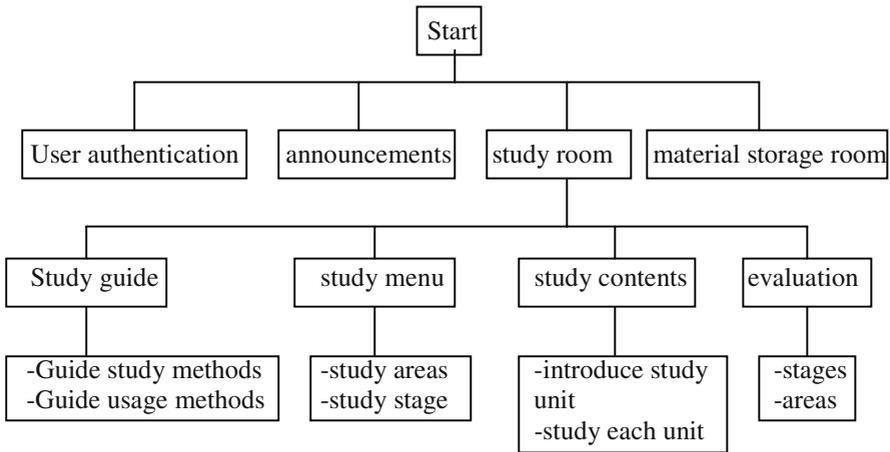 Start
User authentication
announcements
study room
material storage room
Study guide
study menu
study contents
evaluation
-Guide study methods
-Guide usage methods
-study areas
-study stage
-introduce study
unit
-study each unit
-stages
-areas